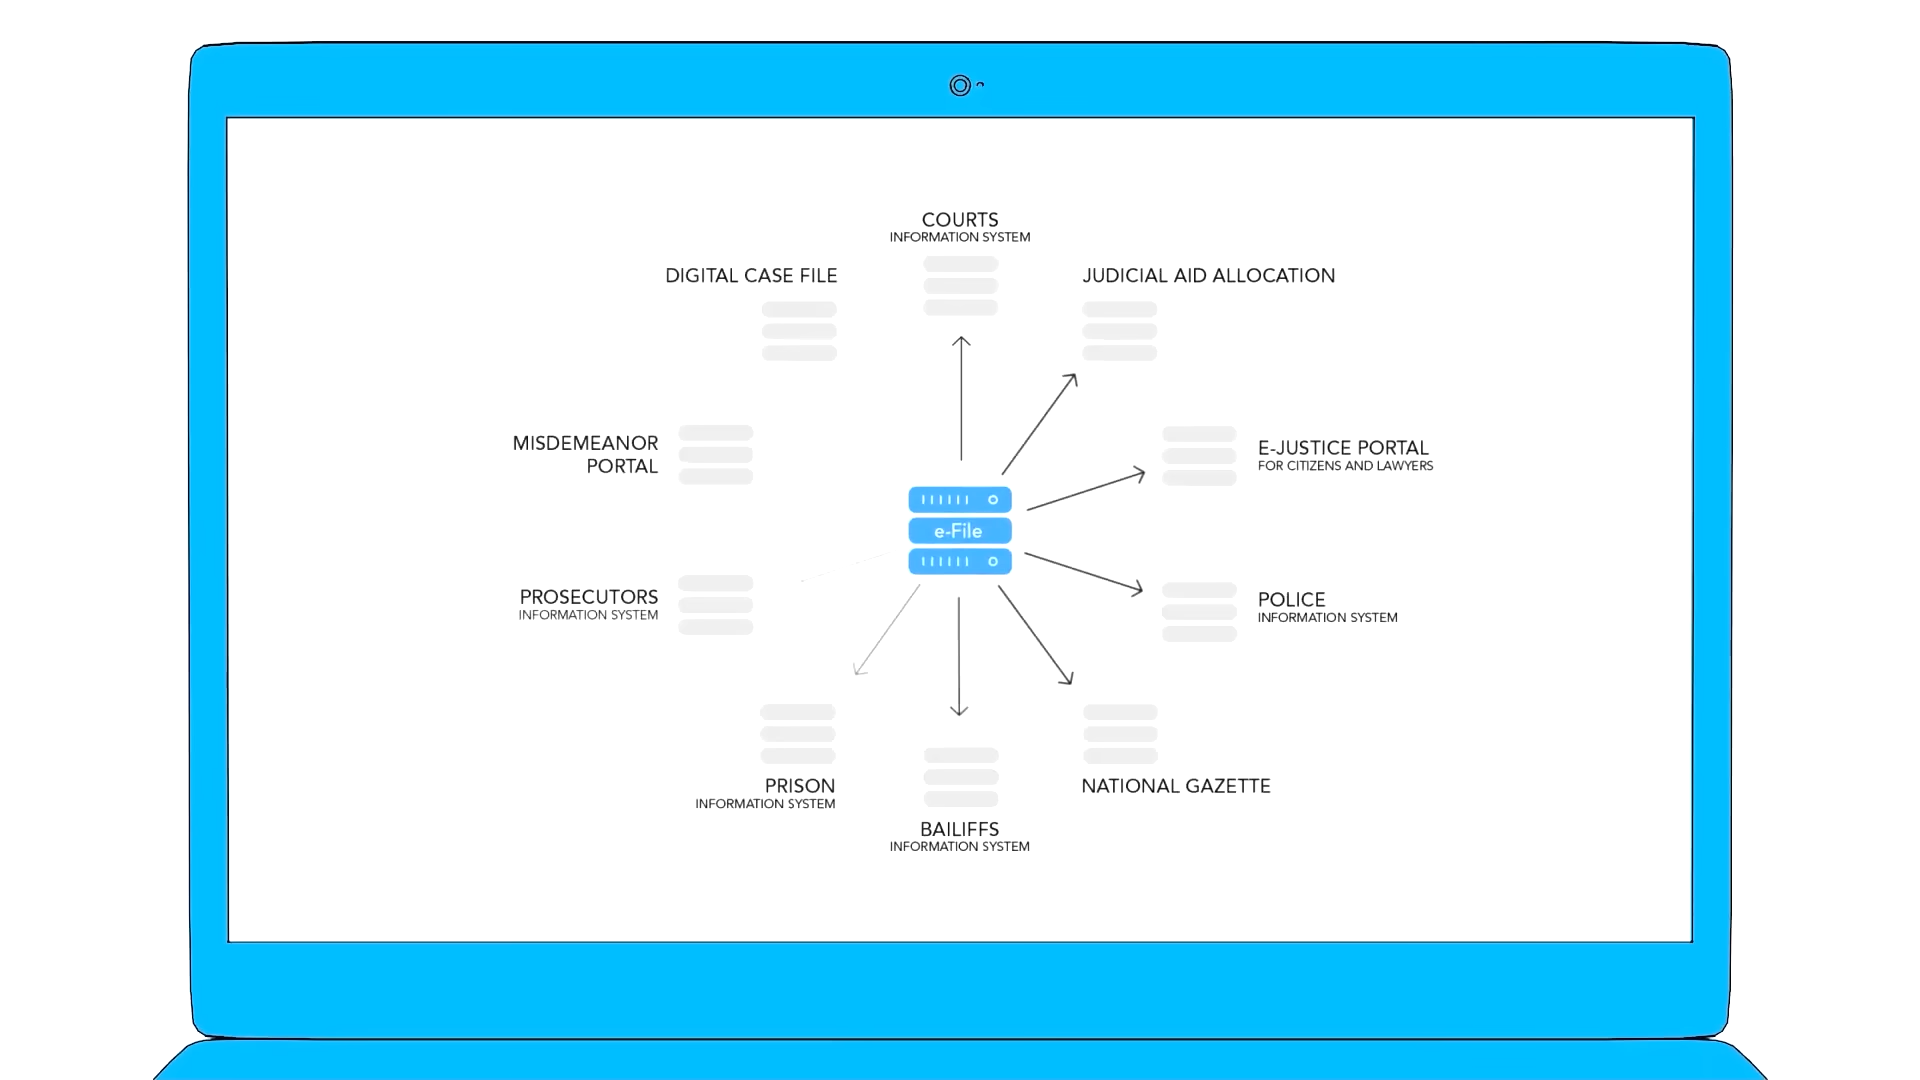 COURTS
INFORMATION SYSTEM
DIGITAL CASE FILE
JUDICIAL AID ALLOCATION
MISDEMEANOR
PORTAL
E-JUSTICE PORTAL
FOR CITIZENS AND LAWYERS
e-File
PROSECUTORS
INFORMATION SYSTEM
POLICE
INFORMATION SYSTEM
PRISON
INFORMATION SYSTEM
NATIONAL GAZETTE
BAILIFFS
INFORMATION SYSTEM